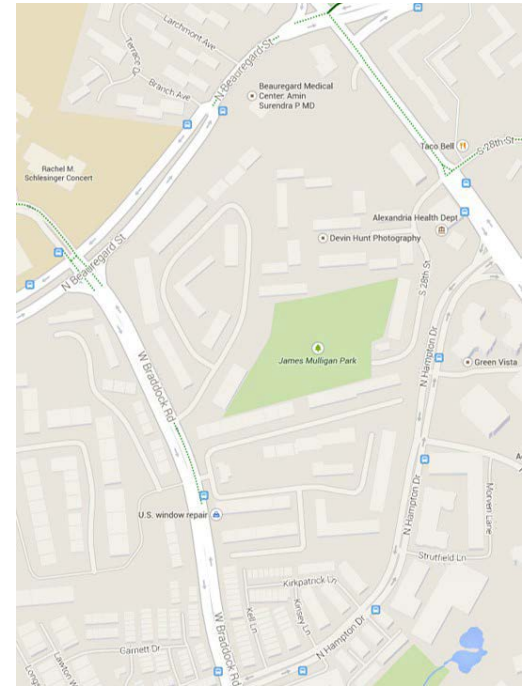 Larchmont Ave
Terrace Ct
Branch Ave
N Beauregard St
Beauregard Medical
Center: Amin
Surendra P MD
Taco Bell
S 28th St
Rachel M.
Schlesinger Concert
Alexandria Health Dept
Devin Hunt Photography
N Beauregard St
S 28th St
N Hampton Dr
James Mulligan Park
Green Vista
W Braddock Rd
N Hampton Dr
Morven Lane
U.S. window repair
Strutfield Ln
Kirkpatrick Ln
Kell Ln
Kinsey Ln
W Braddock Rd
N Hampton Dr
Garnett Dr
Lawton W
Long